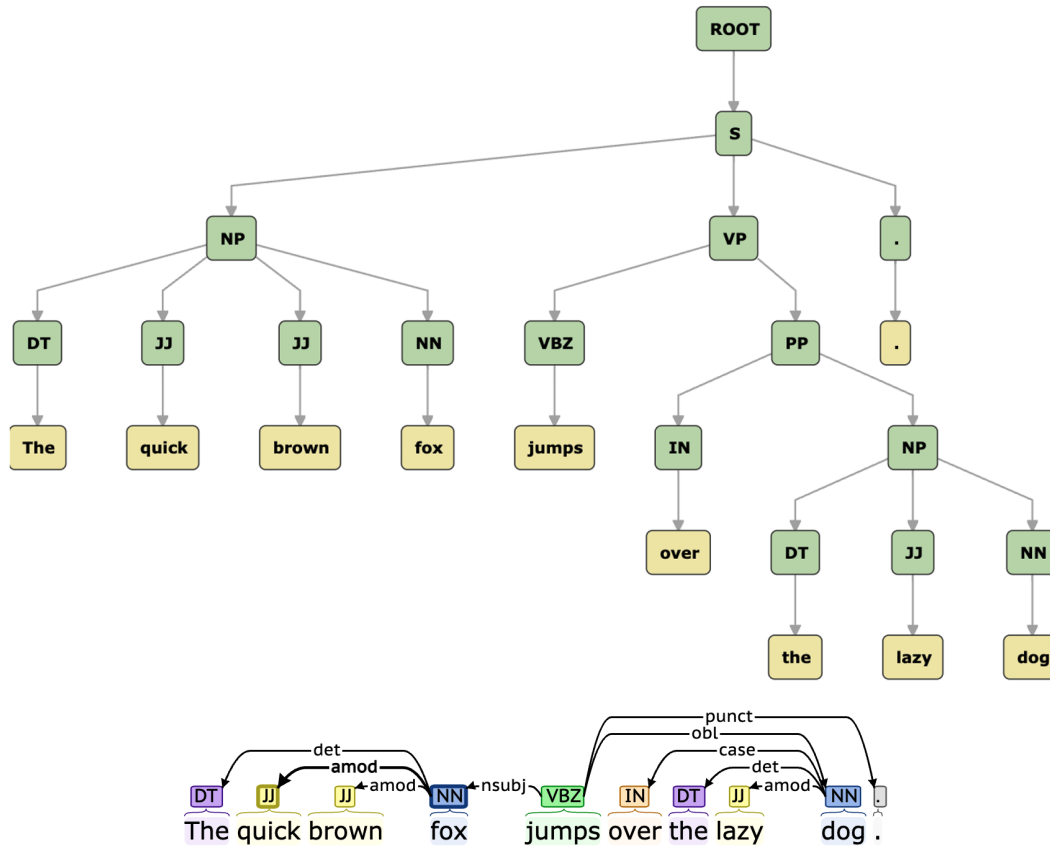 ROOT
S
NP VP .
DT JJ JJ NN VBZ PP .
The quick brown fox jumps IN NP
over DT JJ NN
the lazy dog
punct
obl
det case
amod det
amod nsubj amod
DT JJ JJ NN VBZ IN DT JJ NN .
The quick brown fox jumps over the lazy dog .